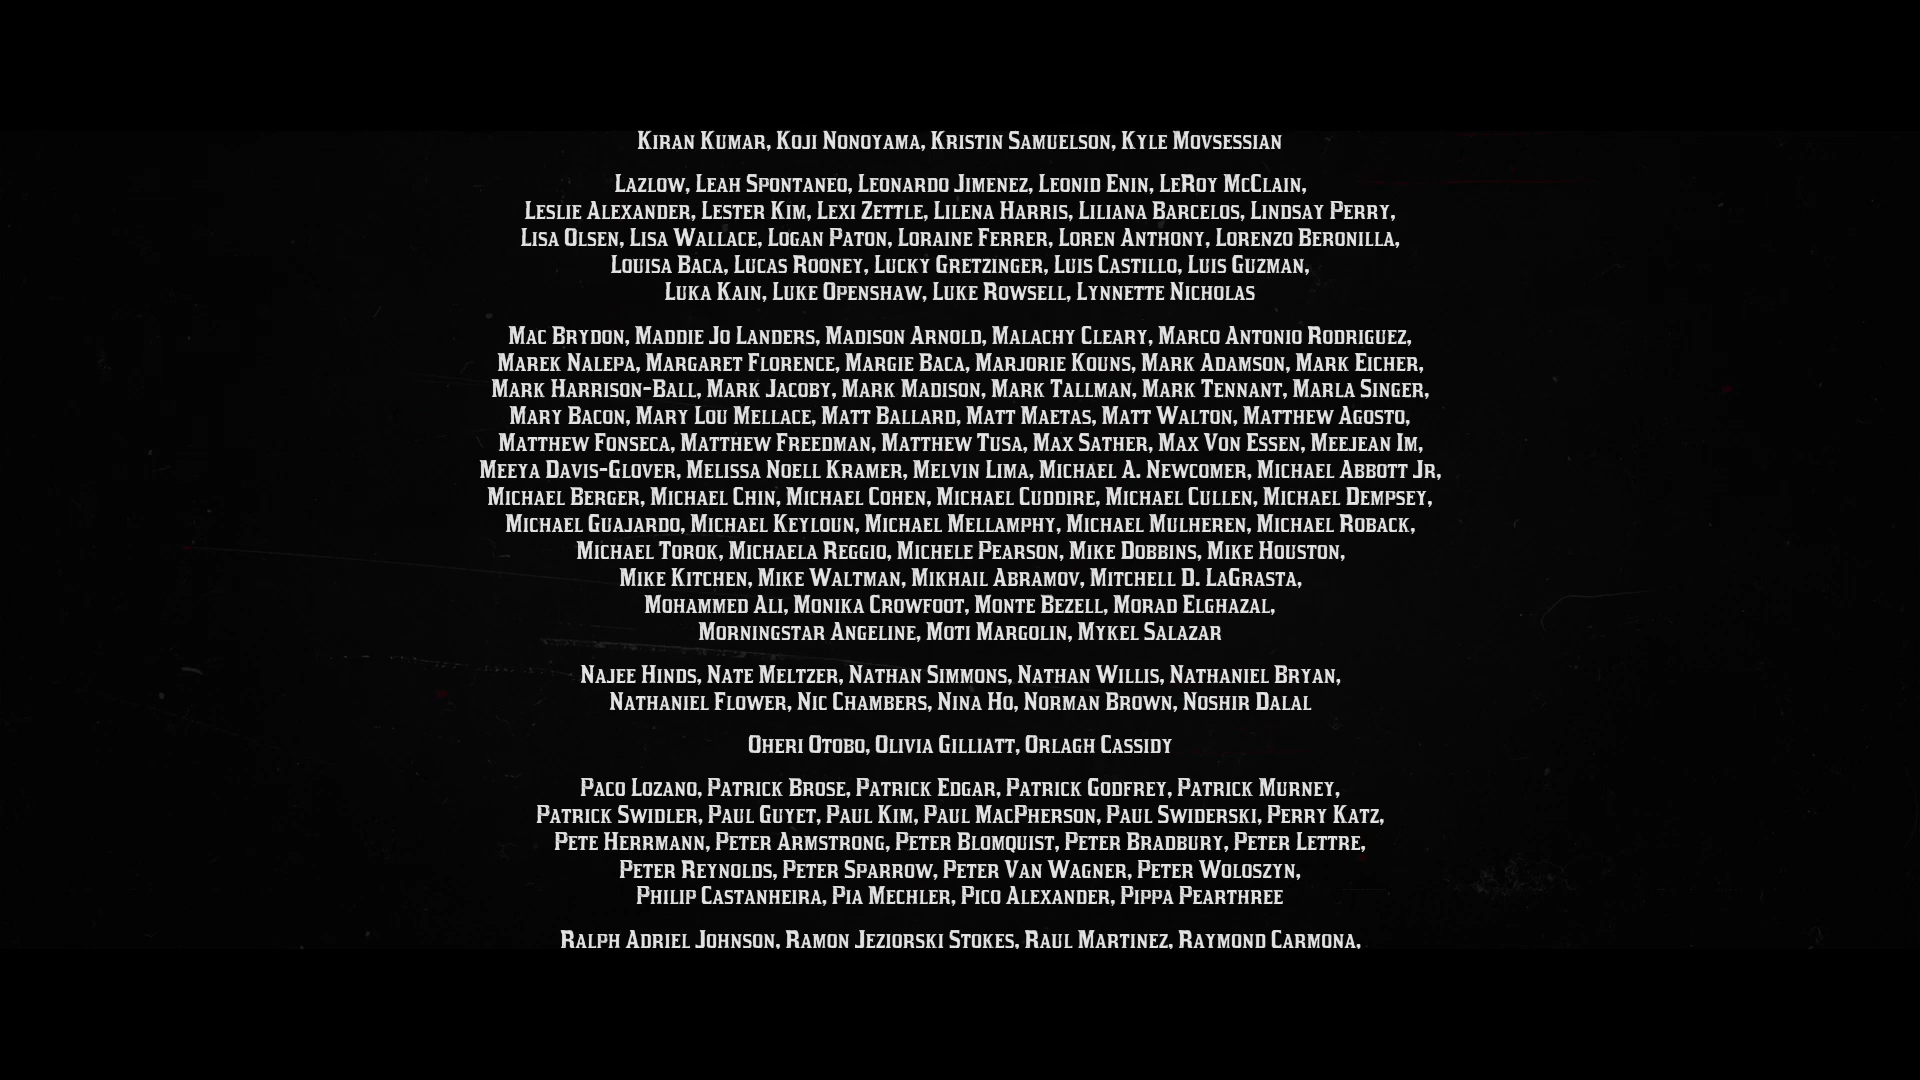 Kiran Kumar, Koji Nonoyama, Kristin Samuelson, Kyle Movsessian
Lazlow, Leah Spontaneo, Leonardo Jimenez, Leonid Enin, LeRoy McClain,
Leslie Alexander, Lester Kim, Lexi Zettle, Lilena Harris, Liliana Barcelos, Lindsay Perry,
Lisa Olsen, Lisa Wallace, Logan Paton, Loraine Ferrer, Loren Anthony, Lorenzo Beronilla,
Louisa Baca, Lucas Rooney, Lucky Gretzinger, Luis Castillo, Luis Guzman,
Luka Kain, Luke Openshaw, Luke Rowsell, Lynnette Nicholas
Mac Brydon, Maddie Jo Landers, Madison Arnold, Malachy Cleary, Marco Antonio Rodriguez,
Marek Nalepa, Margaret Florence, Margie Baca, Marjorie Kouns, Mark Adamson, Mark Eicher,
Mark Harrison-Ball, Mark Jacoby, Mark Madison, Mark Tallman, Mark Tennant, Marla Singer,
Mary Bacon, Mary Lou Mellace, Matt Ballard, Matt Maetas, Matt Walton, Matthew Agosto,
Matthew Fonseca, Matthew Freedman, Matthew Tusa, Max Sather, Max Von Essen, Meejean Im,
Meeya Davis-Glover, Melissa Noell Kramer, Melvin Lima, Michael A. Newcomer, Michael Abbott Jr,
Michael Berger, Michael Chin, Michael Cohen, Michael Cuddire, Michael Cullen, Michael Dempsey,
Michael Guajardo, Michael Keyloun, Michael Mellamphy, Michael Mulheren, Michael Roback,
Michael Torok, Michaela Reggio, Michele Pearson, Mike Dobbins, Mike Houston,
Mike Kitchen, Mike Waltman, Mikhail Abramov, Mitchell D. LaGrasta,
Mohammed Ali, Monika Crowfoot, Monte Bezell, Morad Elghazal,
Morningstar Angeline, Moti Margolin, Mykel Salazar
Najee Hinds, Nate Meltzer, Nathan Simmons, Nathan Willis, Nathaniel Bryan,
Nathaniel Flower, Nic Chambers, Nina Ho, Norman Brown, Noshir Dalal
Oheri Otobo, Olivia Gilliatt, Orlagh Cassidy
Paco Lozano, Patrick Brose, Patrick Edgar, Patrick Godfrey, Patrick Murney,
Patrick Swidler, Paul Guyet, Paul Kim, Paul MacPherson, Paul Swiderski, Perry Katz,
Pete Herrmann, Peter Armstrong, Peter Blomquist, Peter Bradbury, Peter Lettre,
Peter Reynolds, Peter Sparrow, Peter Van Wagner, Peter Woloszyn,
Philip Castanheira, Pia Mechler, Pico Alexander, Pippa Pearthree
Ralph Adriel Johnson, Ramon Jeziorski Stokes, Raul Martinez, Raymond Carmona,